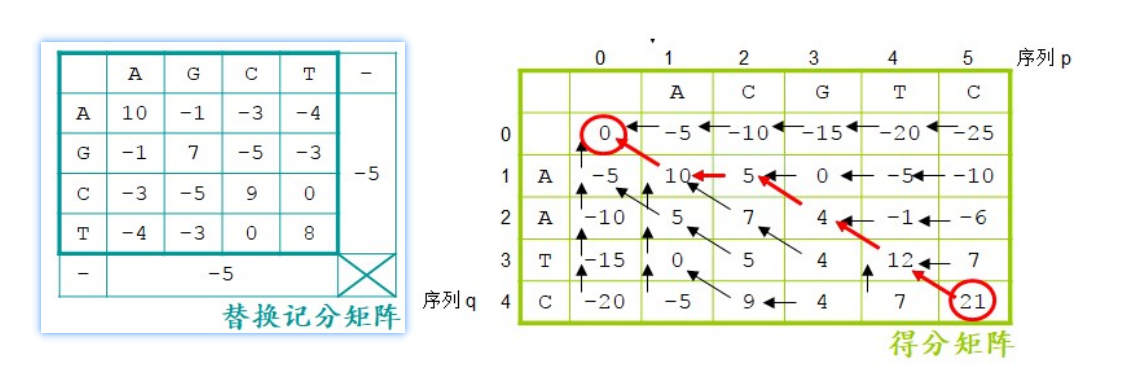 A G C T −
A 10 −1 −3 −4
G −1 7 −5 −3
−5
C −3 −5 9 0
T −4 −3 0 8
− −5
替换记分矩阵
0 1 2 3 4 5 序列p
A C G T C
0 0 −5 −10 −15 −20 −25
1 A −5 10 5 0 −5 −10
2 A −10 5 7 4 −1 −6
3 T −15 0 5 4 12 7
序列q 4 C −20 −5 9 4 7 21
得分矩阵